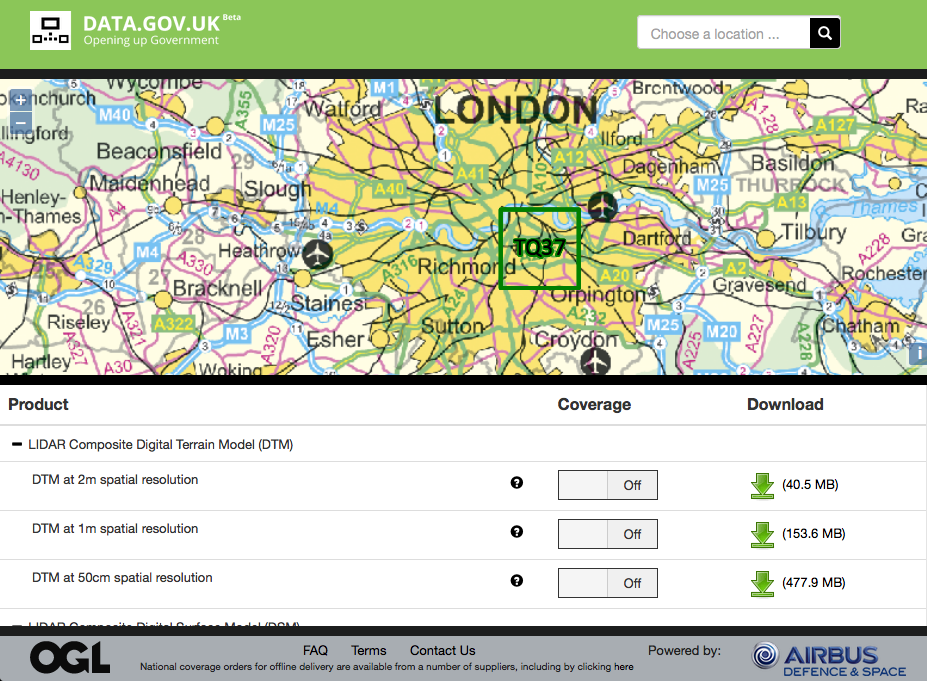 DATA.GOV.UK Beta
Opening up Government
Choose a location ...
Wycombe
Watford
M1
LONDON
Brentwood
M40
A355
M25
Ilford
A128
A127
Beaconsfield
29
A41
A12
Dagenham
Basildon
A4130
Maidenhead
Slough
A40
M25
THURROCK
Henley-
n-Thames
A4
M4
A13
Thames
28
Heathrow
TQ37
Dartford
Tilbury
M4
A329
A330
A316
Richmond
A20
A2
A228
27
Bracknell
Gravesend
Rochester
26
Staines
Orpington
Riseley
A322
M3
A320
Esher
Sutton
A232
Croydon
M25
M20
A225
A227
Chatham
A228
Hartley
A327
A30
Woking
i
Product Coverage Download
LIDAR Composite Digital Terrain Model (DTM)
DTM at 2m spatial resolution ? Off (40.5 MB)
DTM at 1m spatial resolution ? Off (153.6 MB)
DTM at 50cm spatial resolution ? Off (477.9 MB)
LIDAR Composite Digital Surface Model (DSM)
OGL
FAQ Terms Contact Us
National coverage orders for offline delivery are available from a number of suppliers, including by clicking here
Powered by:
AIRBUS
DEFENCE & SPACE